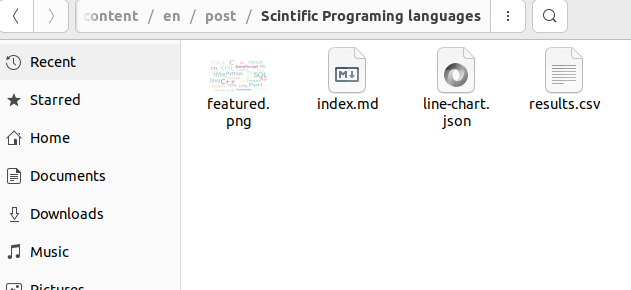 content / en / post / Scintific Programing languages
Recent
Starred
Home
Documents
Downloads
Music
Pictures
featured.
png
index.md
line-chart.
json
results.csv